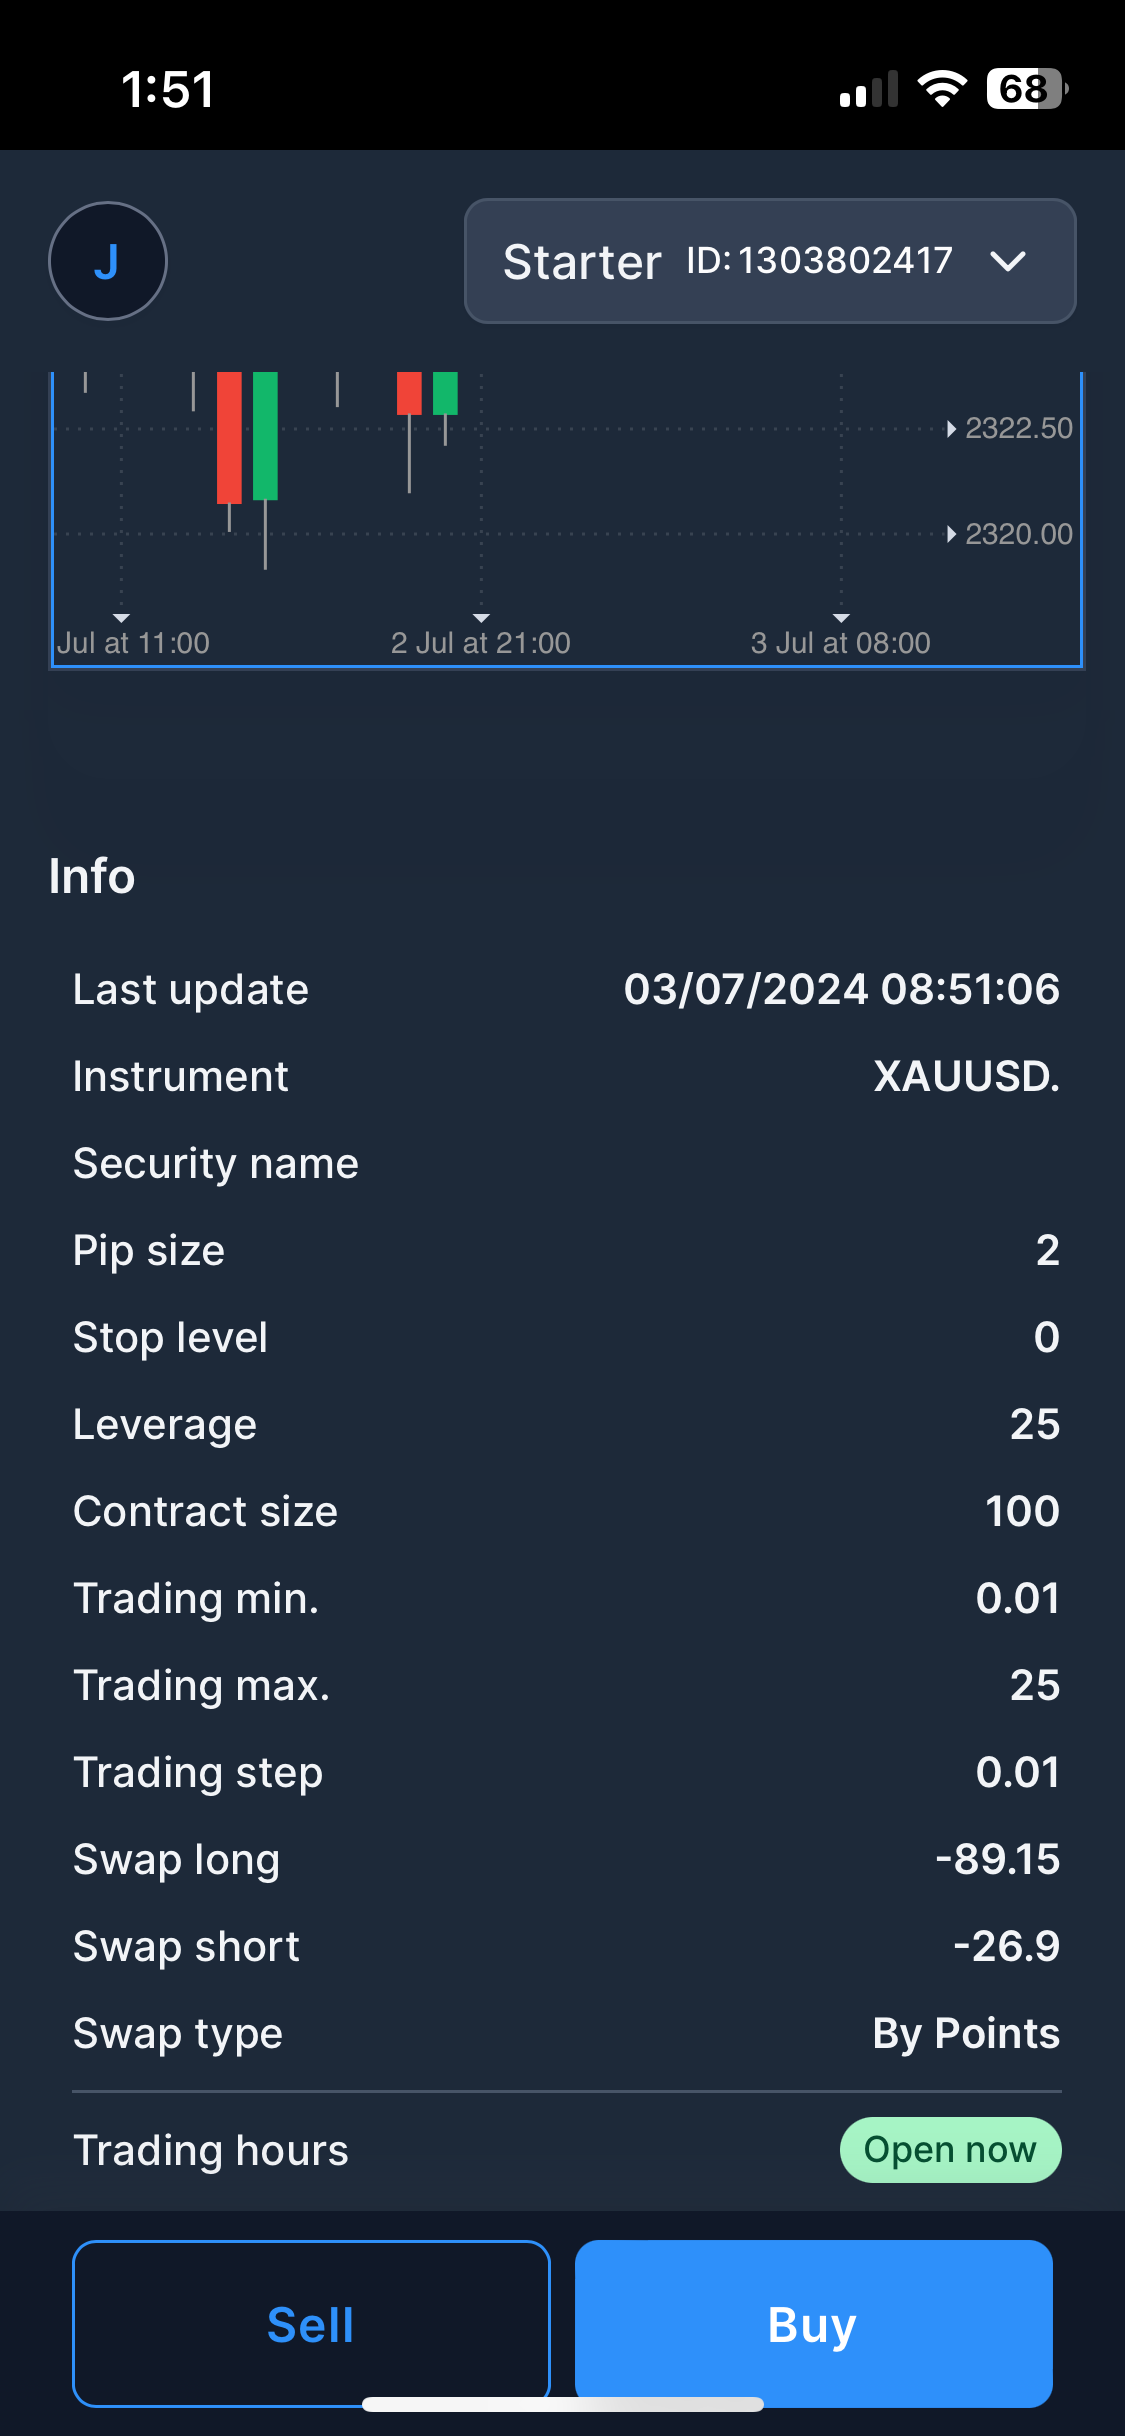 1:51
68
J
Starter ID: 1303802417
2322.50
2320.00
Jul at 11:00 2 Jul at 21:00 3 Jul at 08:00
Info
Last update 03/07/2024 08:51:06
Instrument XAUUSD.
Security name
Pip size 2
Stop level 0
Leverage 25
Contract size 100
Trading min. 0.01
Trading max. 25
Trading step 0.01
Swap long -89.15
Swap short -26.9
Swap type By Points
Trading hours Open now
Sell Buy